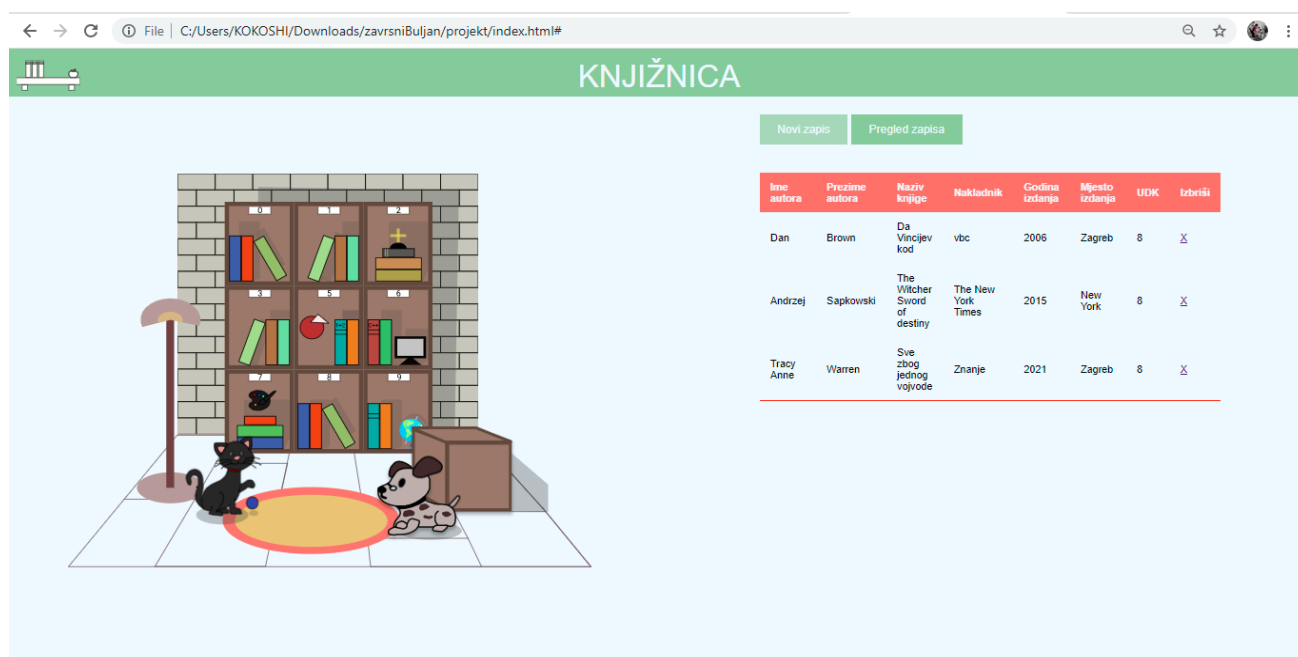 File | C:/Users/KOKOSHI/Downloads/zavrsniBuljan/projekt/index.html#
KNJIŽNICA
Novi zapis Pregled zapisa
Ime autora Prezime autora Naziv knjige Nakladnik Godina izdanja Mjesto izdanja UDK Izbriši
Dan Brown Da Vincijev kod vbc 2006 Zagreb 8 X
Andrzej Sapkowski The Witcher Sword of destiny The New York Times 2015 New York 8 X
Tracy Anne Warren Sve zbog jednog vojvode Znanje 2021 Zagreb 8 X
0 1 2
3 5 6
7 8 9